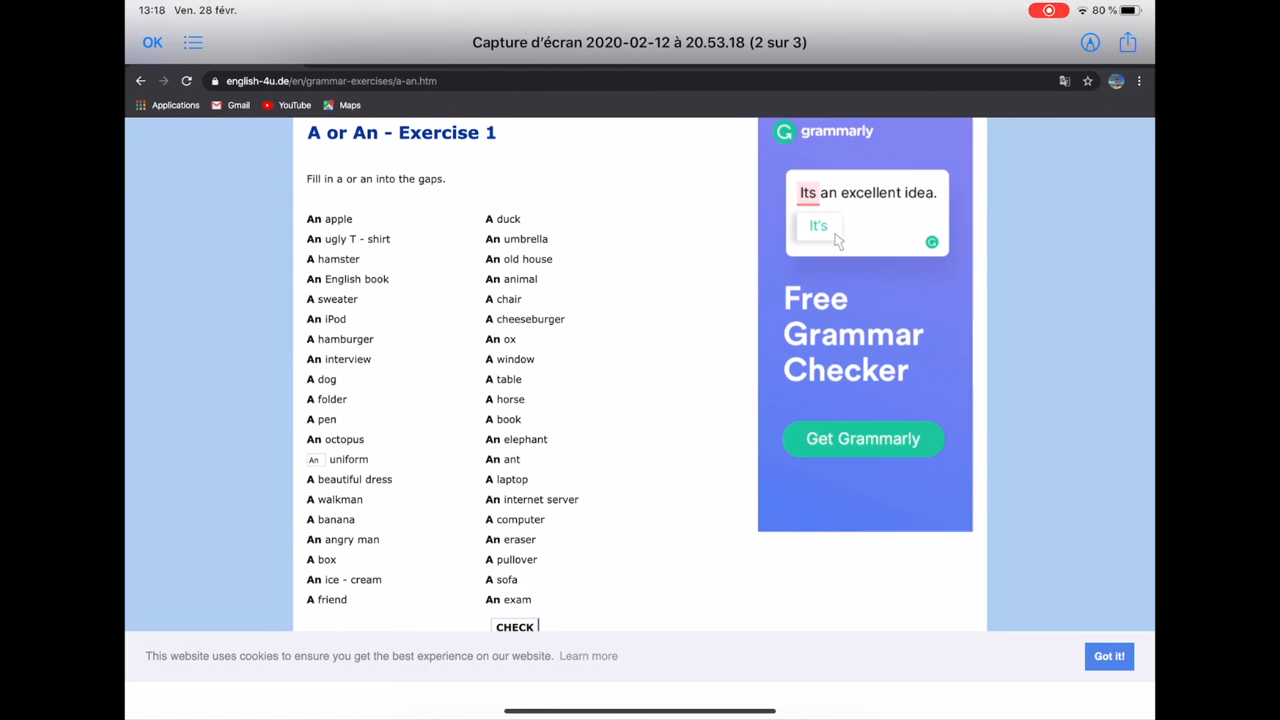 13:18 Ven. 28 févr.
80 %
OK
Capture d'écran 2020-02-12 à 20.53.18 (2 sur 3)
english-4u.de/en/grammar-exercises/a-an.htm
Applications Gmail YouTube Maps
A or An - Exercise 1
Fill in a or an into the gaps.
An apple
An ugly T - shirt
A hamster
An English book
A sweater
An iPod
A hamburger
An interview
A dog
A folder
A pen
An octopus
An uniform
A beautiful dress
A walkman
A banana
An angry man
A box
An ice - cream
A friend
A duck
An umbrella
An old house
An animal
A chair
A cheeseburger
An ox
A window
A table
A horse
A book
An elephant
An ant
A laptop
An internet server
A computer
An eraser
A pullover
A sofa
An exam
CHECK
grammarly
Its an excellent idea.
It's
Free
Grammar
Checker
Get Grammarly
This website uses cookies to ensure you get the best experience on our website. Learn more
Got it!